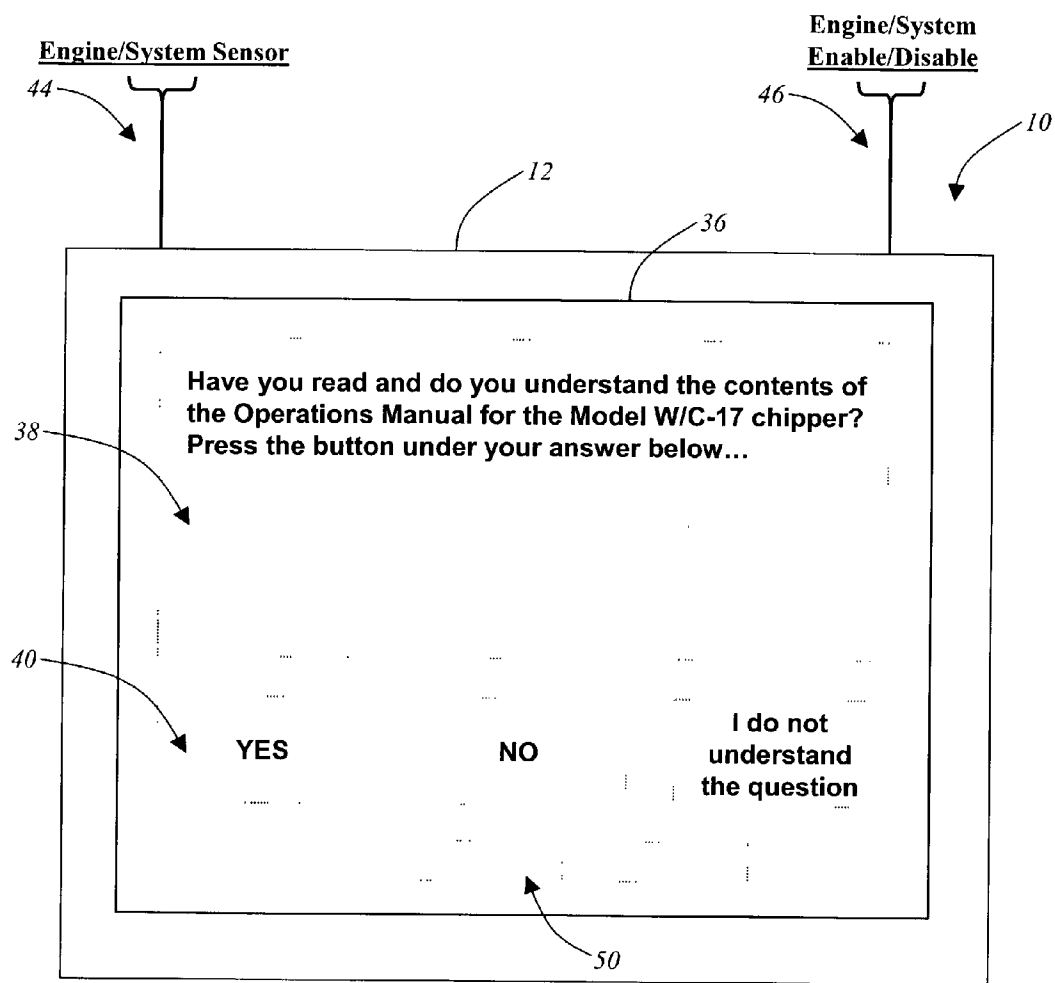 Engine/System Sensor
Engine/System
Enable/Disable
44
46
10
12
36
Have you read and do you understand the contents of
the Operations Manual for the Model W/C-17 chipper?
Press the button under your answer below...
38
40
YES
NO
I do not
understand
the question
50